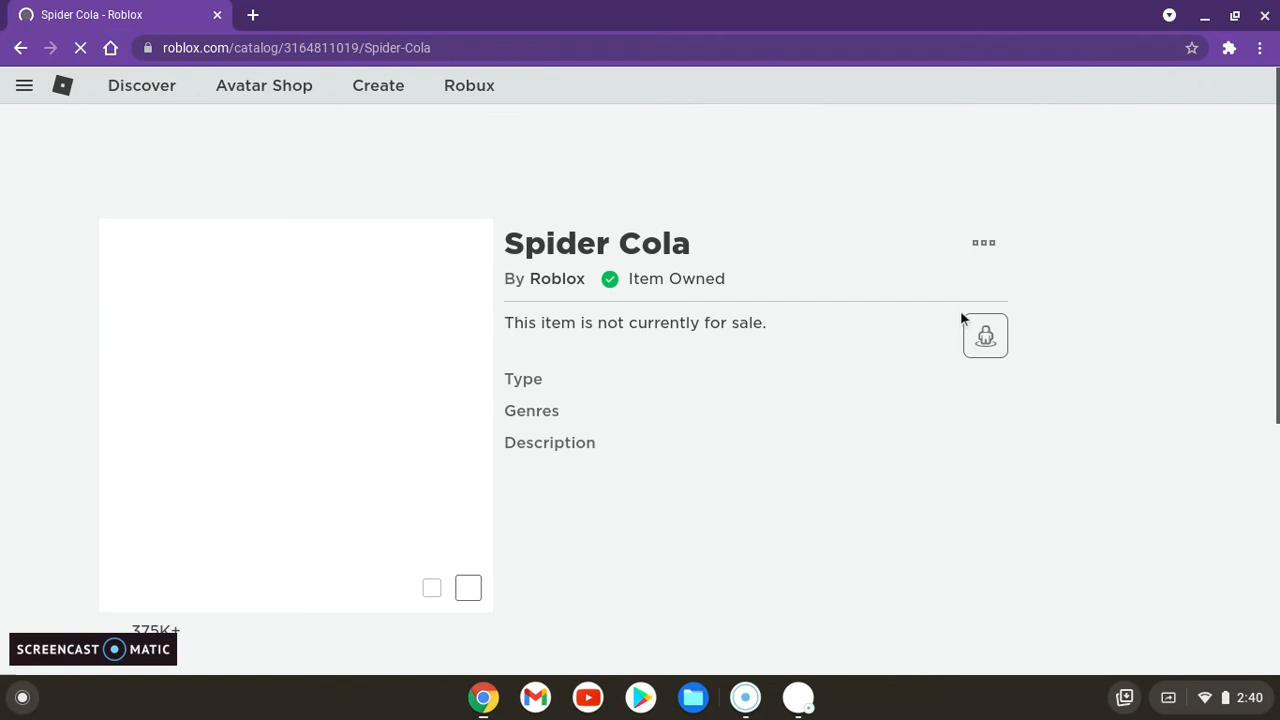 Spider Cola - Roblox
roblox.com/catalog/3164811019/Spider-Cola
Discover Avatar Shop Create Robux
Spider Cola
By Roblox Item Owned
This item is not currently for sale.
Type
Genres
Description
375K+
SCREENCAST MATIC
2:40